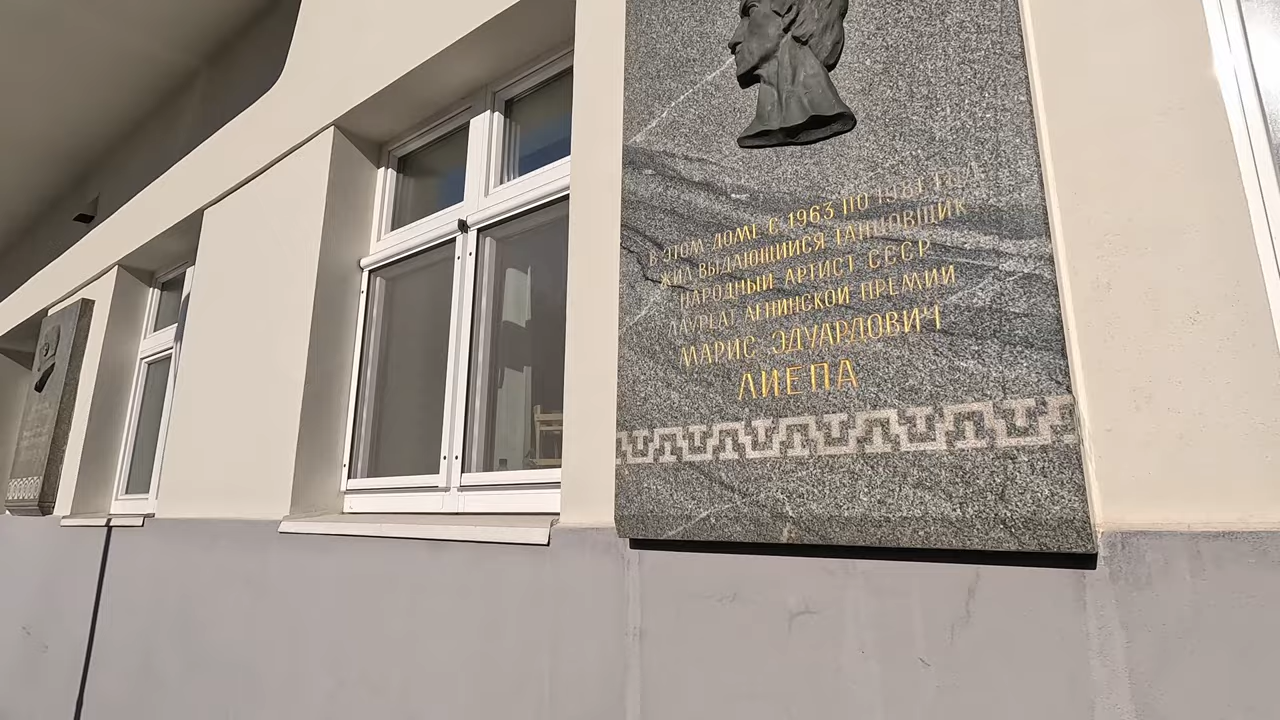 В ЭТОМ ДОМЕ С 1963 ПО 1981 ГОД
ЖИЛ ВЫДАЮЩИЙСЯ ТАНЦОВЩИК
НАРОДНЫЙ АРТИСТ СССР
ЛАУРЕАТ ЛЕНИНСКОЙ ПРЕМИИ
МАРИС ЭДУАРДОВИЧ
ЛИЕПА